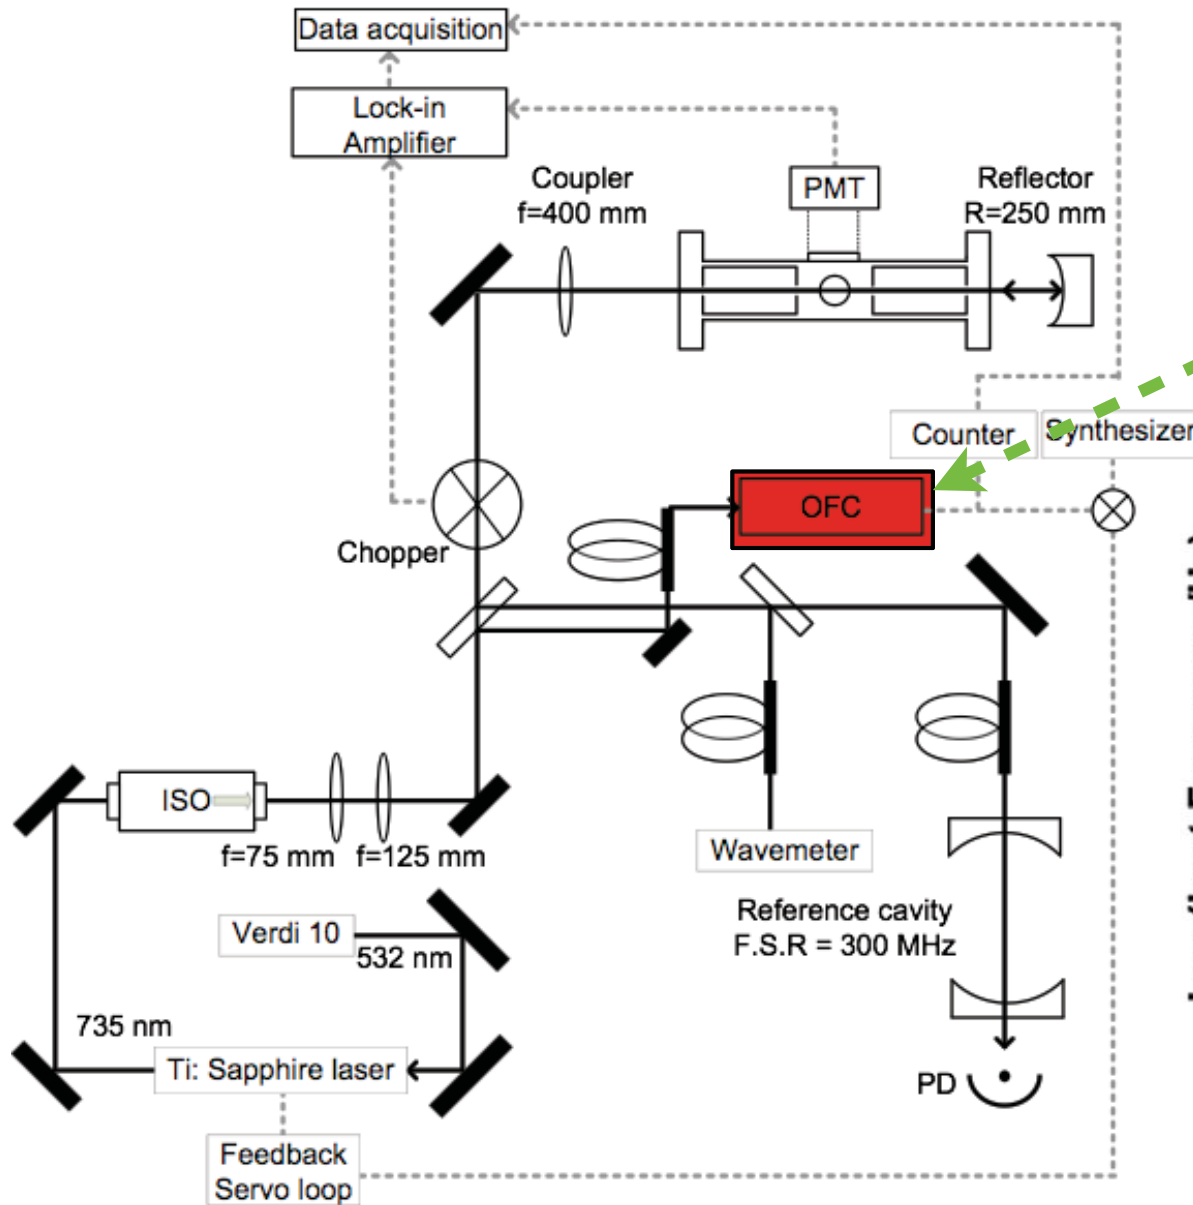 Data acquisition
Lock-in
Amplifier
Coupler
f=400 mm
PMT
Reflector
R=250 mm
Counter
Synthesizer
OFC
Chopper
ISO
f=75 mm
f=125 mm
Wavemeter
Verdi 10
532 nm
Reference cavity
F.S.R = 300 MHz
735 nm
Ti: Sapphire laser
PD
Feedback
Servo loop